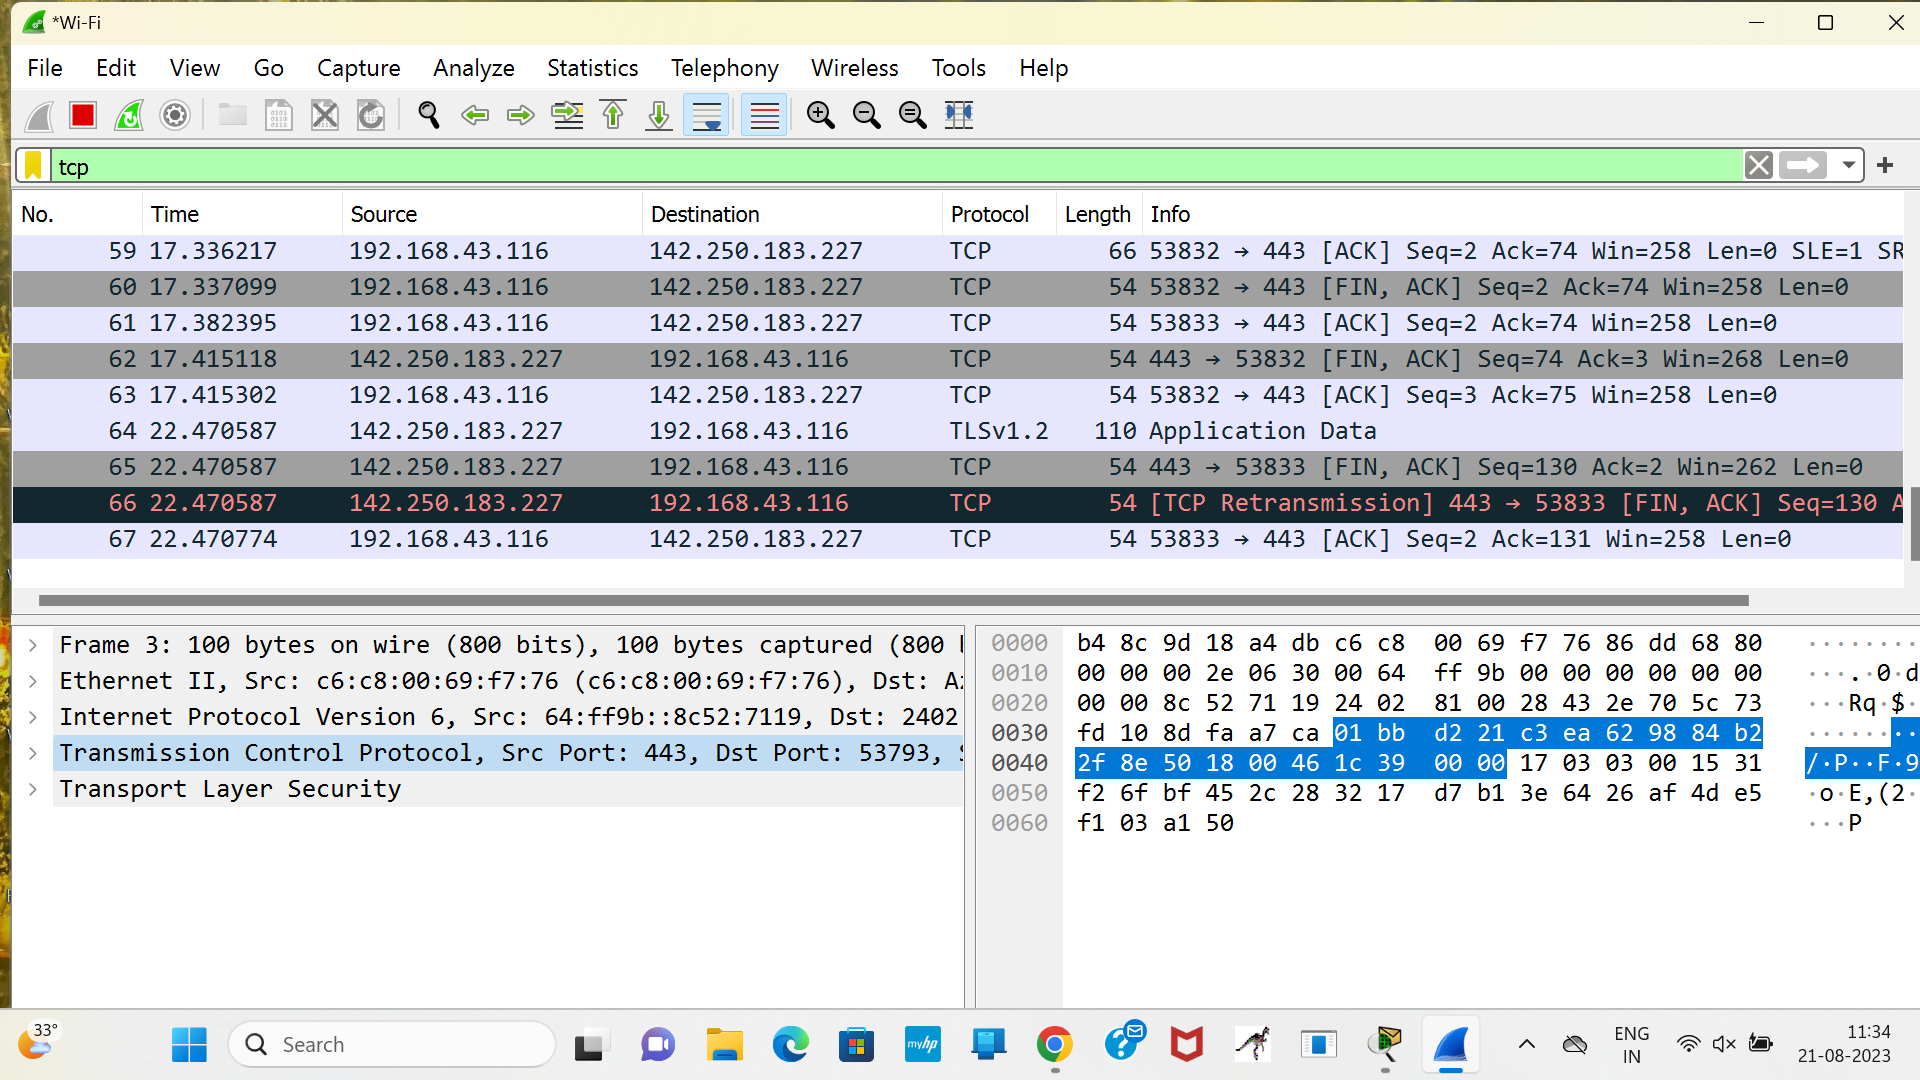 *Wi-Fi
File Edit View Go Capture Analyze Statistics Telephony Wireless Tools Help
tcp
No. Time Source Destination Protocol Length Info
59 17.336217 192.168.43.116 142.250.183.227 TCP 66 53832 → 443 [ACK] Seq=2 Ack=74 Win=258 Len=0 SLE=1 SR
60 17.337099 192.168.43.116 142.250.183.227 TCP 54 53832 → 443 [FIN, ACK] Seq=2 Ack=74 Win=258 Len=0
61 17.382395 192.168.43.116 142.250.183.227 TCP 54 53833 → 443 [ACK] Seq=2 Ack=74 Win=258 Len=0
62 17.415118 142.250.183.227 192.168.43.116 TCP 54 443 → 53832 [FIN, ACK] Seq=74 Ack=3 Win=268 Len=0
63 17.415302 192.168.43.116 142.250.183.227 TCP 54 53832 → 443 [ACK] Seq=3 Ack=75 Win=258 Len=0
64 22.470587 142.250.183.227 192.168.43.116 TLSv1.2 110 Application Data
65 22.470587 142.250.183.227 192.168.43.116 TCP 54 443 → 53833 [FIN, ACK] Seq=130 Ack=2 Win=262 Len=0
66 22.470587 142.250.183.227 192.168.43.116 TCP 54 [TCP Retransmission] 443 → 53833 [FIN, ACK] Seq=130 A
67 22.470774 192.168.43.116 142.250.183.227 TCP 54 53833 → 443 [ACK] Seq=2 Ack=131 Win=258 Len=0
Frame 3: 100 bytes on wire (800 bits), 100 bytes captured (800 b
Ethernet II, Src: c6:c8:00:69:f7:76 (c6:c8:00:69:f7:76), Dst: Az
Internet Protocol Version 6, Src: 64:ff9b::8c52:7119, Dst: 2402
Transmission Control Protocol, Src Port: 443, Dst Port: 53793, S
Transport Layer Security
0000 b4 8c 9d 18 a4 db c6 c8 00 69 f7 76 86 dd 68 80 ········
0010 00 00 00 2e 06 30 00 64 ff 9b 00 00 00 00 00 00 ···.·0·d
0020 00 00 8c 52 71 19 24 02 81 00 28 43 2e 70 5c 73 ···Rq·$·
0030 fd 10 8d fa a7 ca 01 bb d2 21 c3 ea 62 98 84 b2 ········
0040 2f 8e 50 18 00 46 1c 39 00 00 17 03 03 00 15 31 /·P··F·9
0050 f2 6f bf 45 2c 28 32 17 d7 b1 3e 64 26 af 4d e5 ·o·E,(2·
0060 f1 03 a1 50 ···P
33°
Search
myhp
ENG
IN
11:34
21-08-2023